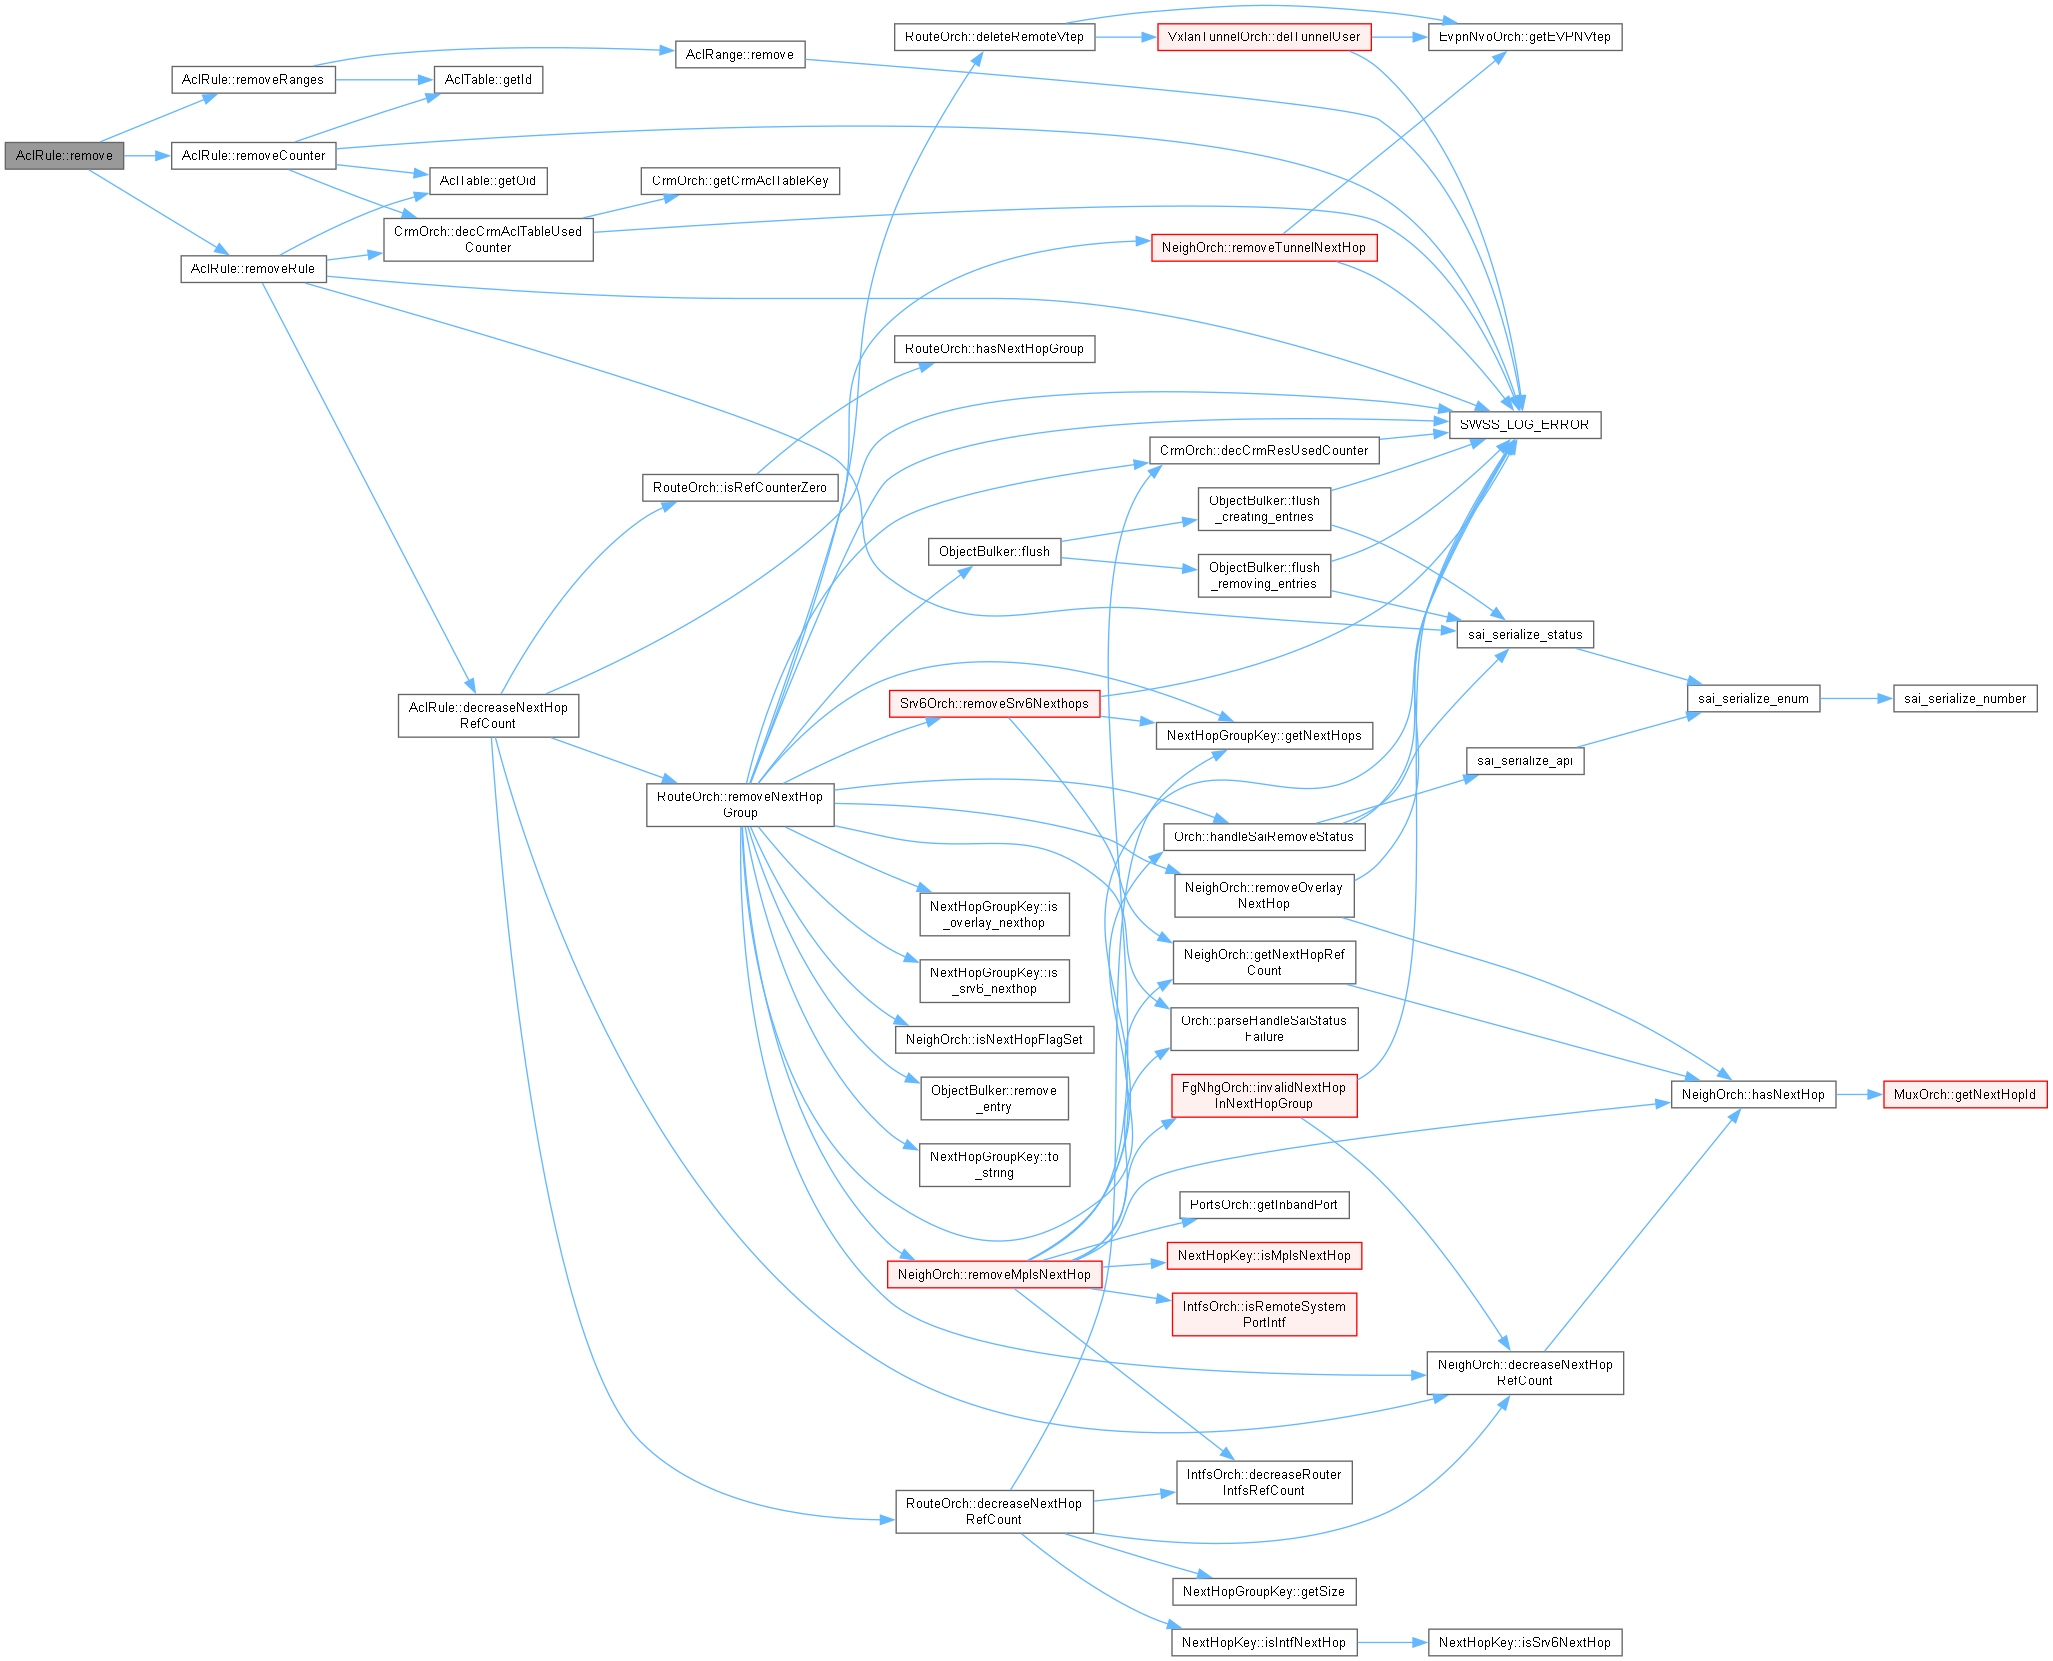 AclRule::remove
AclRule::removeRanges
AclRule::removeCounter
AclRule::removeRule
AclRange::remove
AclTable::getId
AclTable::getOid
CrmOrch::decCrmAclTableUsed
Counter
CrmOrch::getCrmAclTableKey
AclRule::decreaseNextHop
RefCount
RouteOrch::isRefCounterZero
RouteOrch::removeNextHop
Group
RouteOrch::deleteRemoteVtep
RouteOrch::hasNextHopGroup
ObjectBulker::flush
Srv6Orch::removeSrv6Nexthops
NextHopGroupKey::is
_overlay_nexthop
NextHopGroupKey::is
_srv6_nexthop
NeighOrch::isNextHopFlagSet
ObjectBulker::remove
_entry
NextHopGroupKey::to
_string
NeighOrch::removeMplsNextHop
RouteOrch::decreaseNextHop
RefCount
VxlanTunnelOrch::delTunnelUser
NeighOrch::removeTunnelNextHop
CrmOrch::decCrmResUsedCounter
ObjectBulker::flush
_creating_entries
ObjectBulker::flush
_removing_entries
NextHopGroupKey::getNextHops
Orch::handleSaiRemoveStatus
NeighOrch::removeOverlay
NextHop
NeighOrch::getNextHopRef
Count
Orch::parseHandleSaiStatus
Failure
FgNhgOrch::invalidNextHop
InNextHopGroup
PortsOrch::getInbandPort
NextHopKey::isMplsNextHop
IntfsOrch::isRemoteSystem
PortIntf
IntfsOrch::decreaseRouter
IntfsRefCount
NextHopGroupKey::getSize
NextHopKey::isIntfNextHop
EvpnNvoOrch::getEVPNVtep
SWSS_LOG_ERROR
sai_serialize_status
sai_serialize_api
NeighOrch::decreaseNextHop
RefCount
NextHopKey::isSrv6NextHop
sai_serialize_enum
NeighOrch::hasNextHop
sai_serialize_number
MuxOrch::getNextHopId